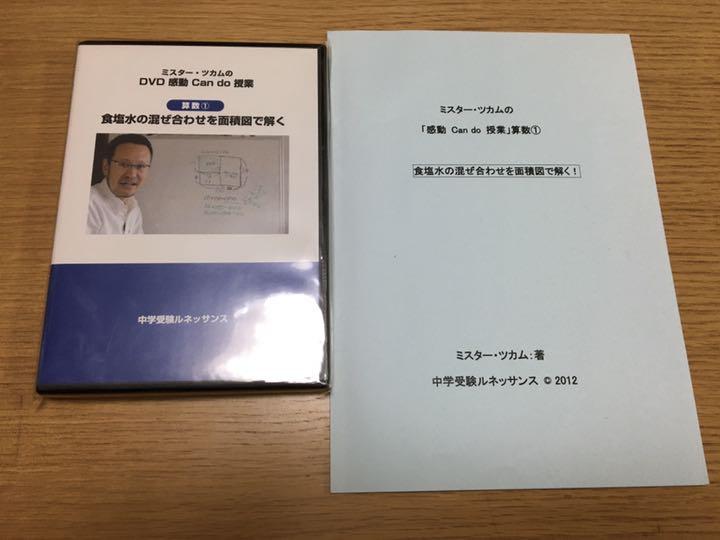 ミスター・ツカムの
DVD 感動 Can do 授業
算数①
食塩水の混ぜ合わせを面積図で解く
中学受験ルネッサンス
ミスター・ツカムの
「感動 Can do 授業」算数①
食塩水の混ぜ合わせを面積図で解く！
ミスター・ツカム：著
中学受験ルネッサンス © 2012